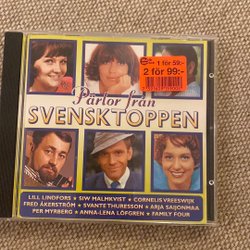 1 för 59:-
2 för 99:-
Pärlor från
SVENSKTOPPEN
LILL LINDFORS ★ SIW MALMKVIST ★ CORNELIS VREESWIJK
FRED ÅKERSTRÖM ★ SVANTE THURESSON ★ ARJA SAIJONMAA
PER MYRBERG ★ ANNA-LENA LÖFGREN ★ FAMILY FOUR